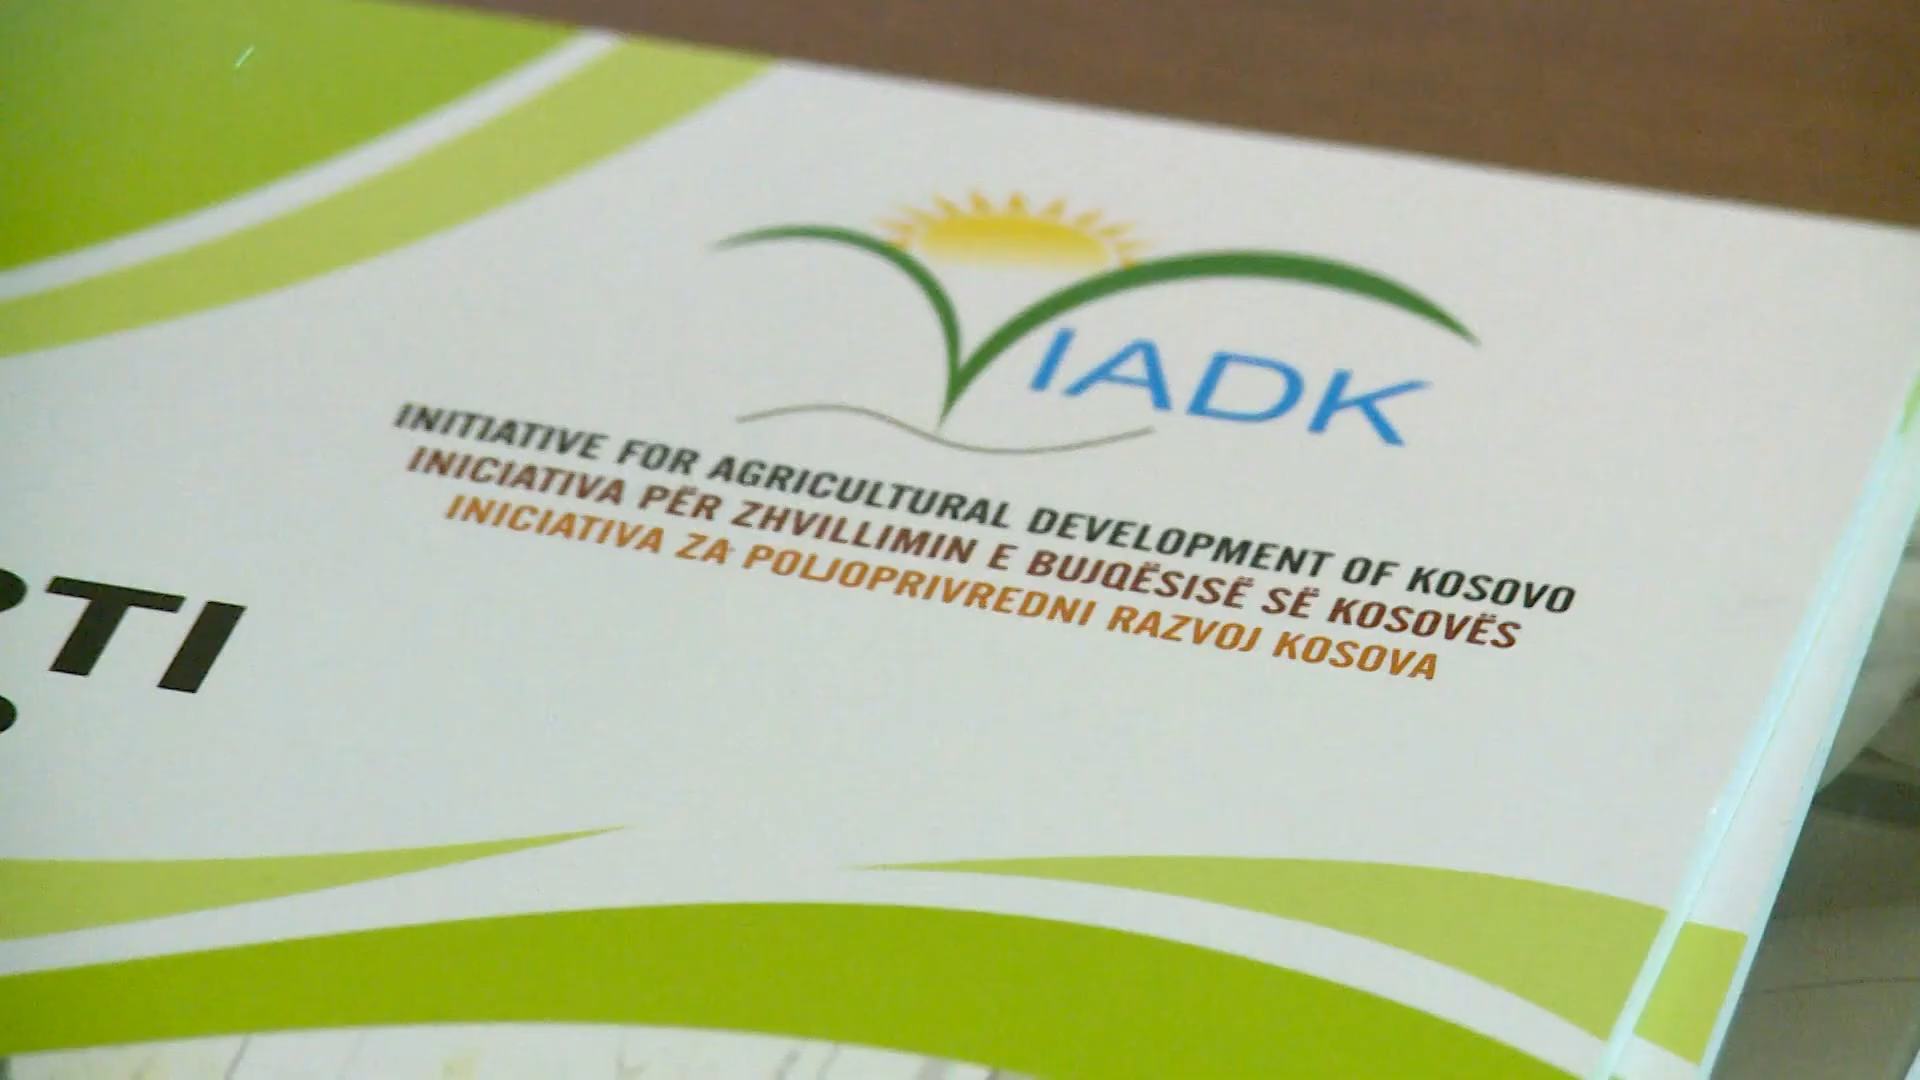 IADK
INITIATIVE FOR AGRICULTURAL DEVELOPMENT OF KOSOVO
INICIATIVA PËR ZHVILLIMIN E BUJQËSISË SË KOSOVËS
INICIATIVA ZA POLJOPRIVREDNI RAZVOJ KOSOVA